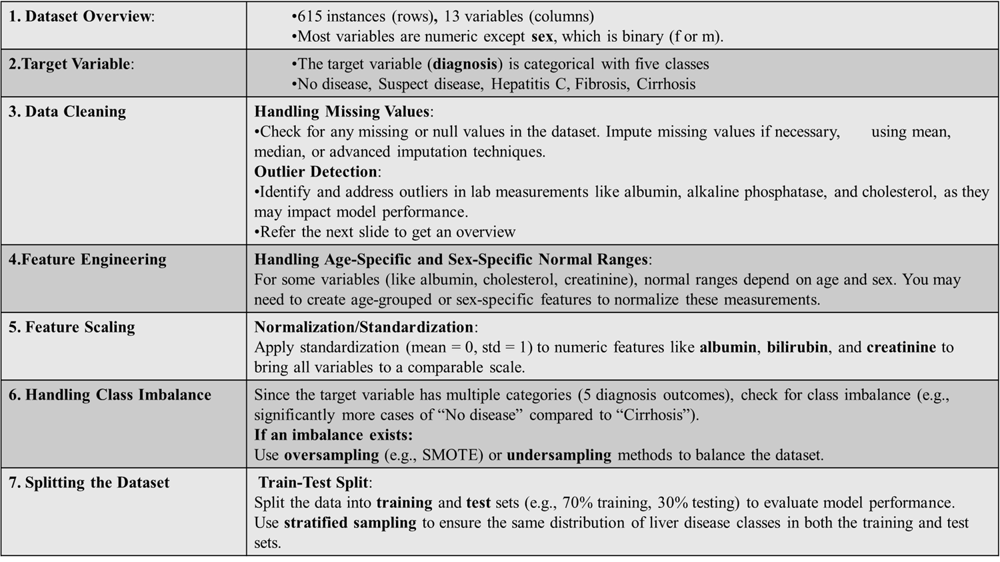 1. Dataset Overview:
•615 instances (rows), 13 variables (columns)
•Most variables are numeric except sex, which is binary (f or m).
2.Target Variable:
•The target variable (diagnosis) is categorical with five classes
•No disease, Suspect disease, Hepatitis C, Fibrosis, Cirrhosis
3. Data Cleaning
Handling Missing Values:
•Check for any missing or null values in the dataset. Impute missing values if necessary, using mean,
median, or advanced imputation techniques.
Outlier Detection:
•Identify and address outliers in lab measurements like albumin, alkaline phosphatase, and cholesterol, as they
may impact model performance.
•Refer the next slide to get an overview
4.Feature Engineering
Handling Age-Specific and Sex-Specific Normal Ranges:
For some variables (like albumin, cholesterol, creatinine), normal ranges depend on age and sex. You may
need to create age-grouped or sex-specific features to normalize these measurements.
5. Feature Scaling
Normalization/Standardization:
Apply standardization (mean = 0, std = 1) to numeric features like albumin, bilirubin, and creatinine to
bring all variables to a comparable scale.
6. Handling Class Imbalance
Since the target variable has multiple categories (5 diagnosis outcomes), check for class imbalance (e.g.,
significantly more cases of “No disease” compared to “Cirrhosis”).
If an imbalance exists:
Use oversampling (e.g., SMOTE) or undersampling methods to balance the dataset.
7. Splitting the Dataset
Train-Test Split:
Split the data into training and test sets (e.g., 70% training, 30% testing) to evaluate model performance.
Use stratified sampling to ensure the same distribution of liver disease classes in both the training and test
sets.